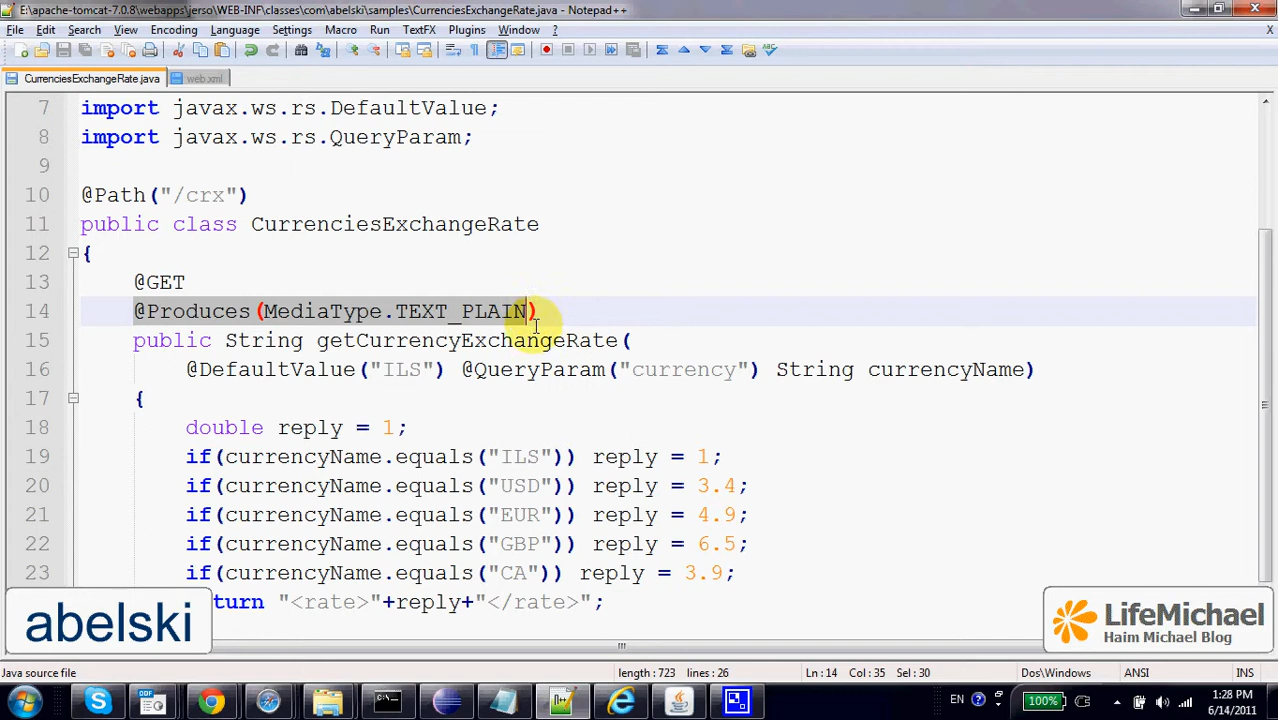 E:\apache-tomcat-7.0.8\webapps\jerso\WEB-INF\classes\com\abelski\samples\CurrenciesExchangeRate.java - Notepad++
File Edit Search View Encoding Language Settings Macro Run TextFX Plugins Window ? X
CurrenciesExchangeRate.java web.xml
7 import javax.ws.rs.DefaultValue;
8 import javax.ws.rs.QueryParam;
9
10 @Path("/crx")
11 public class CurrenciesExchangeRate
12 {
13 @GET
14 @Produces(MediaType.TEXT_PLAIN)
15 public String getCurrencyExchangeRate(
16 @DefaultValue("ILS") @QueryParam("currency") String currencyName)
17 {
18 double reply = 1;
19 if(currencyName.equals("ILS")) reply = 1;
20 if(currencyName.equals("USD")) reply = 3.4;
21 if(currencyName.equals("EUR")) reply = 4.9;
22 if(currencyName.equals("GBP")) reply = 6.5;
23 if(currencyName.equals("CA")) reply = 3.9;
turn "<rate>"+reply+"</rate>";
abelski
LifeMichael
Haim Michael Blog
Java source file length : 723 lines : 26 Ln : 14 Col : 35 Sel : 30 Dos\Windows ANSI INS
EN 100% 1:28 PM
6/14/2011